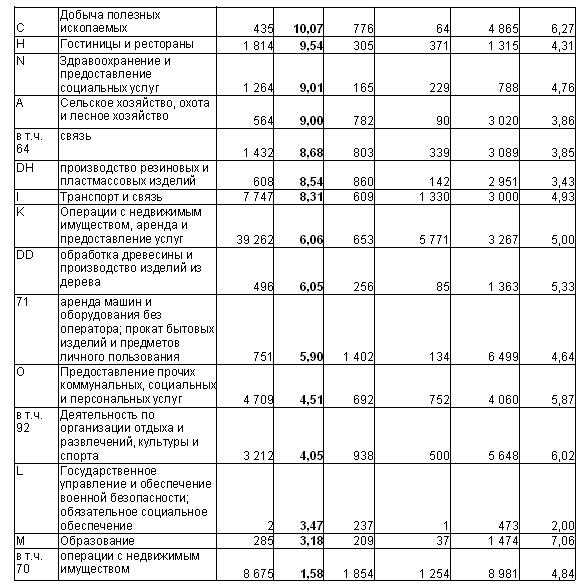 C Добыча полезных
ископаемых 435 10,07 776 64 4 865 6,27
H Гостиницы и рестораны 1 814 9,54 305 371 1 315 4,31
N Здравоохранение и
предоставление
социальных услуг 1 264 9,01 165 229 788 4,76
A Сельское хозяйство, охота
и лесное хозяйство 564 9,00 782 90 3 020 3,86
в т.ч. связь
64 1 432 8,68 803 339 3 089 3,85
DH производство резиновых и
пластмассовых изделий 608 8,54 860 142 2 951 3,43
I Транспорт и связь 7 747 8,31 609 1 330 3 000 4,93
K Операции с недвижимым
имуществом, аренда и
предоставление услуг 39 262 6,06 653 5 771 3 267 5,00
DD обработка древесины и
производство изделий из
дерева 496 6,05 256 85 1 363 5,33
71 аренда машин и
оборудования без
оператора; прокат бытовых
изделий и предметов
личного пользования 751 5,90 1 402 134 6 499 4,64
O Предоставление прочих
коммунальных, социальных
и персональных услуг 4 709 4,51 692 752 4 060 5,87
в т.ч. Деятельность по
92 организации отдыха и
развлечений, культуры и
спорта 3 212 4,05 938 500 5 648 6,02
L Государственное
управление и обеспечение
военной безопасности;
обязательное социальное
обеспечение 2 3,47 237 1 473 2,00
M Образование 285 3,18 209 37 1 474 7,06
в т.ч. операции с недвижимым
70 имуществом 8 675 1,58 1 854 1 254 8 981 4,84